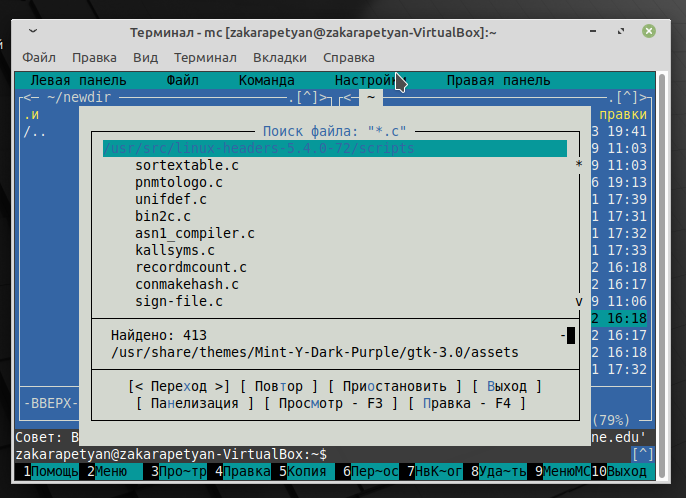 й
Терминал - mc [zakarapetyan@zakarapetyan-VirtualBox]:~
Файл Правка Вид Терминал Вкладки Справка
Левая панель Файл Команда Настройк Правая панель
<─ ~/newdir .[^]> <─ ~ .[^]>
.и правки
/.. 3 19:41
9 11:03
9 11:03
6 19:13
1 17:39
1 17:31
1 17:32
1 17:33
2 16:18
2 16:17
9 11:06
2 16:18
2 16:17
2 16:18
1 17:32
Поиск файла: "*.c"
/usr/src/linux-headers-5.4.0-72/scripts
sortextable.c *
pnmtologo.c
unifdef.c
bin2c.c
asn1_compiler.c
kallsyms.c
recordmcount.c
conmakehash.c
sign-file.c v
Найдено: 413 -
/usr/share/themes/Mint-Y-Dark-Purple/gtk-3.0/assets
[< Переход >] [ Повтор ] [ Приостановить ] [ Выход ]
[ Панелизация ] [ Просмотр - F3 ] [ Правка - F4 ]
-ВВЕРХ-
(79%)
Совет: В ne.edu'
zakarapetyan@zakarapetyan-VirtualBox:~$ [^]
1Помощь 2Меню 3Про~тр 4Правка 5Копия 6Пер~ос 7НвК~ог 8Уда~ть 9МенюМС 10Выход